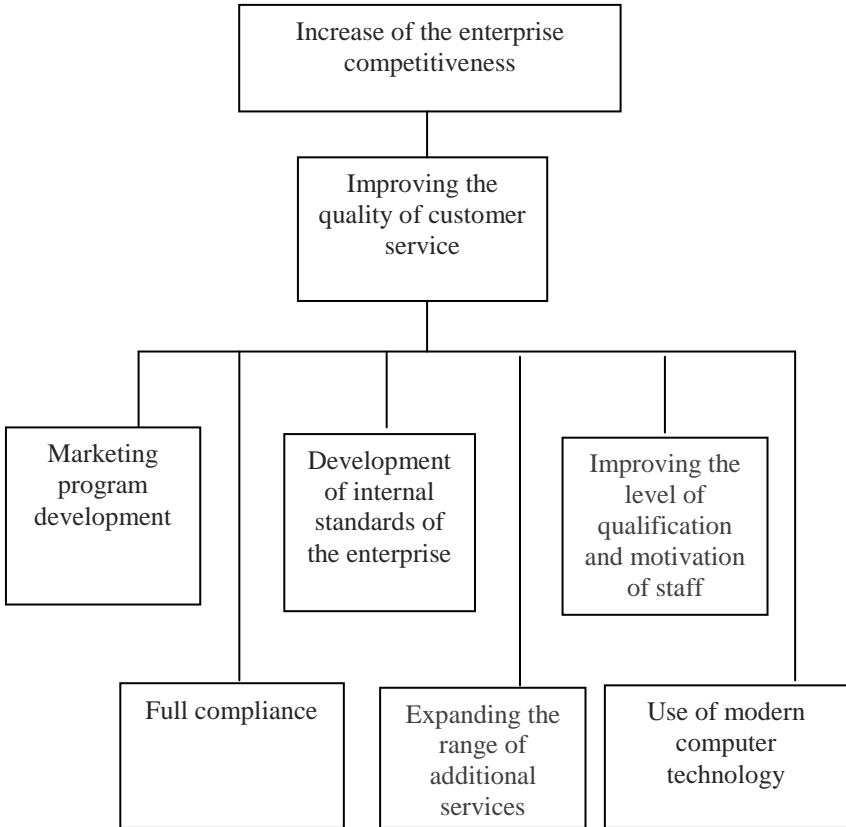 Increase of the enterprise
competitiveness
Improving the
quality of customer
service
Marketing
program
development
Development
of internal
standards of
the enterprise
Improving the
level of
qualification
and motivation
of staff
Full compliance
Expanding the
range of
additional
services
Use of modern
computer
technology